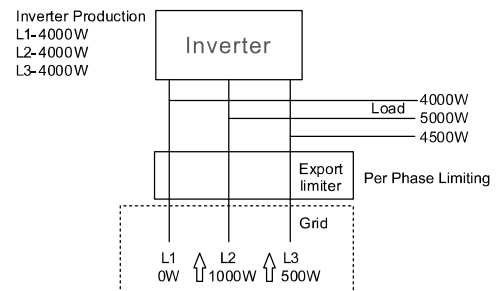 Inverter Production
L1-4000W
L2-4000W
L3-4000W
Inverter
4000W
Load
5000W
4500W
Export
limiter
Per Phase Limiting
Grid
L1 L2 L3
0W 1000W 500W